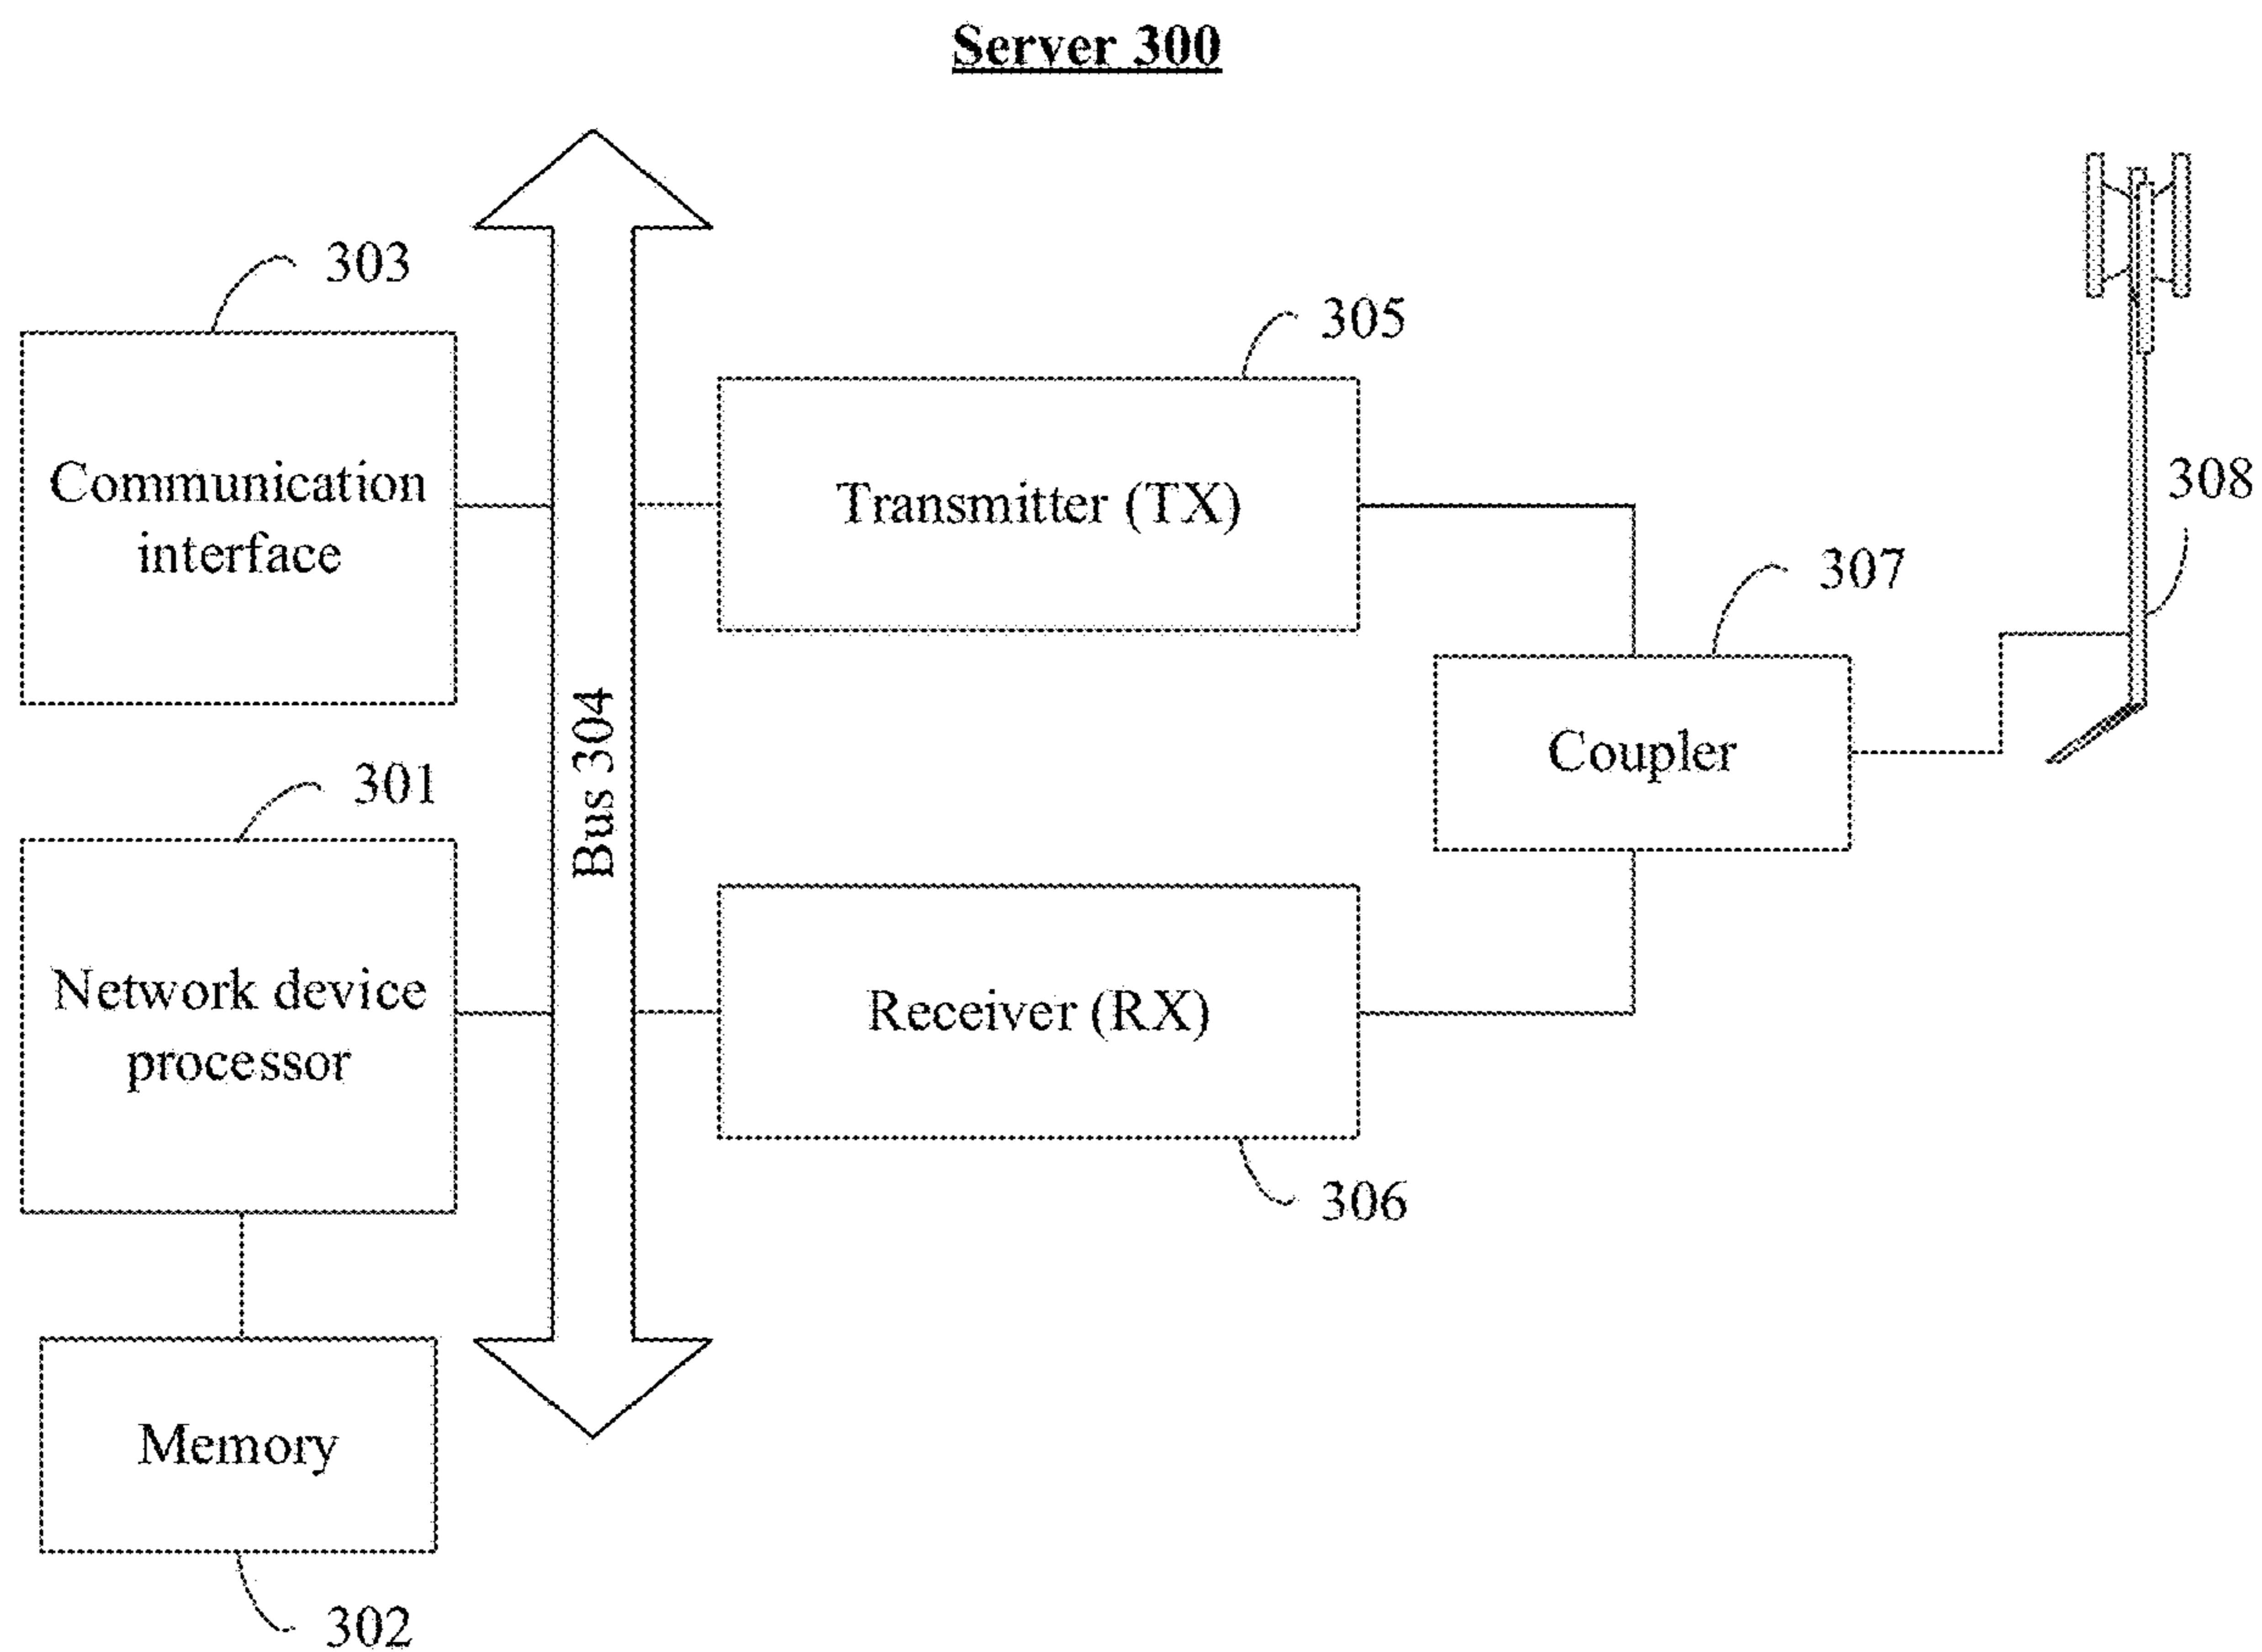 Server 300
303
305
308
Communication
interface
Transmitter (TX)
307
Bus 304
Coupler
301
Network device
processor
Receiver (RX)
306
Memory
302